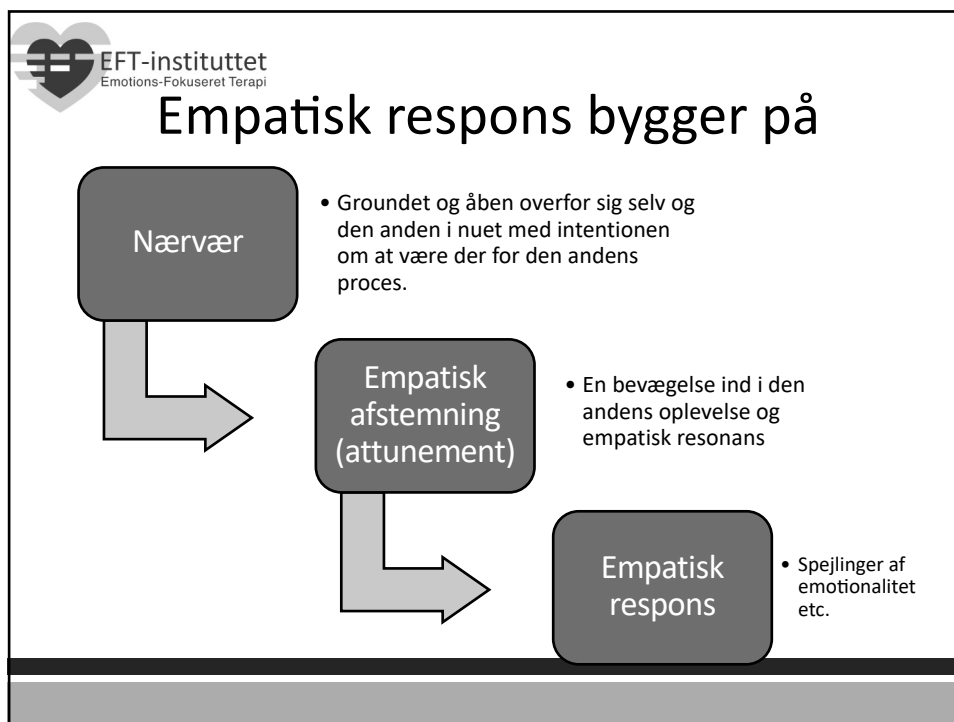 EFT-instituttet
Emotions-Fokuseret Terapi
Empatisk respons bygger på
Nærvær
• Groundet og åben overfor sig selv og
den anden i nuet med intentionen
om at være der for den andens
proces.
Empatisk
afstemning
(attunement)
• En bevægelse ind i den
andens oplevelse og
empatisk resonans
Empatisk
respons
• Spejlinger af
emotionalitet
etc.